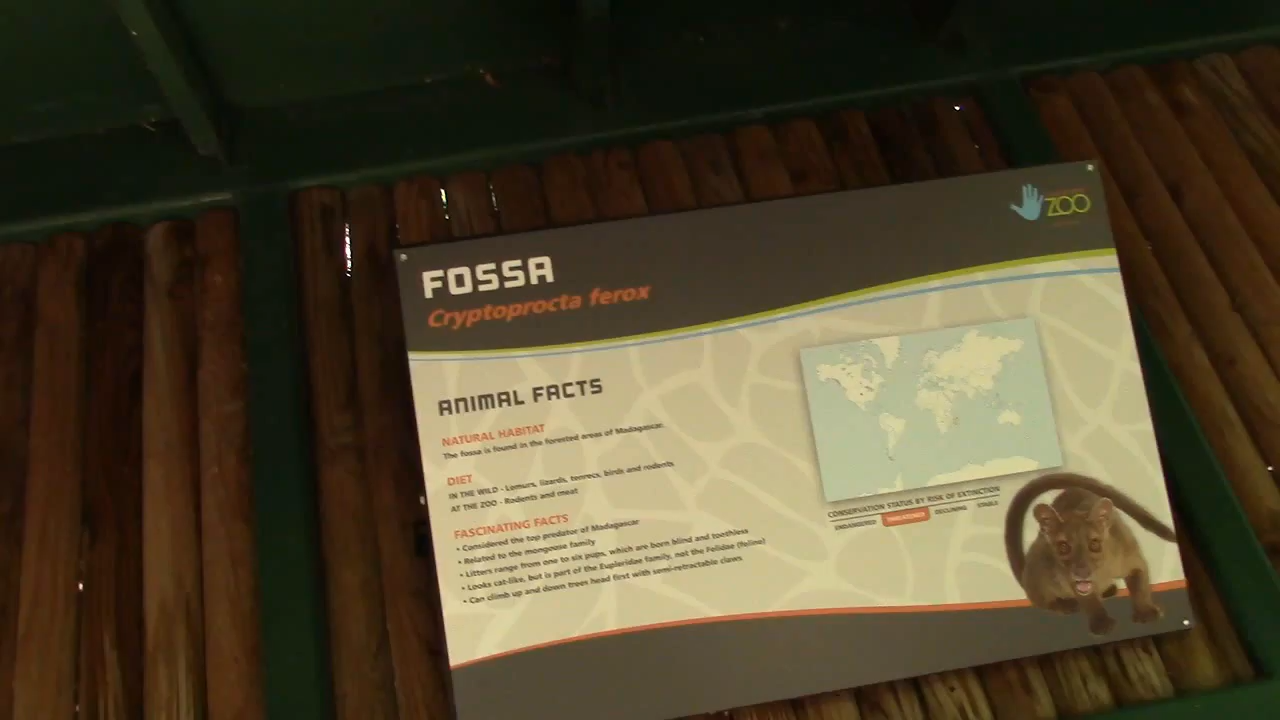 ZOO
FOSSA
Cryptoprocta ferox
ANIMAL FACTS
NATURAL HABITAT
The fossa is found in the forested areas of Madagascar.
DIET
IN THE WILD - Lemurs, lizards, tenrecs, birds and rodents
AT THE ZOO - Rodents and meat
FASCINATING FACTS
• Considered the top predator of Madagascar
• Related to the mongoose family
• Litters range from one to six pups, which are born blind and toothless
• Looks cat-like, but is part of the Eupleridae family, not the Felidae (feline)
• Can climb up and down trees head first with semi-retractable claws
CONSERVATION STATUS BY RISK OF EXTINCTION
ENDANGERED THREATENED DECLINING STABLE